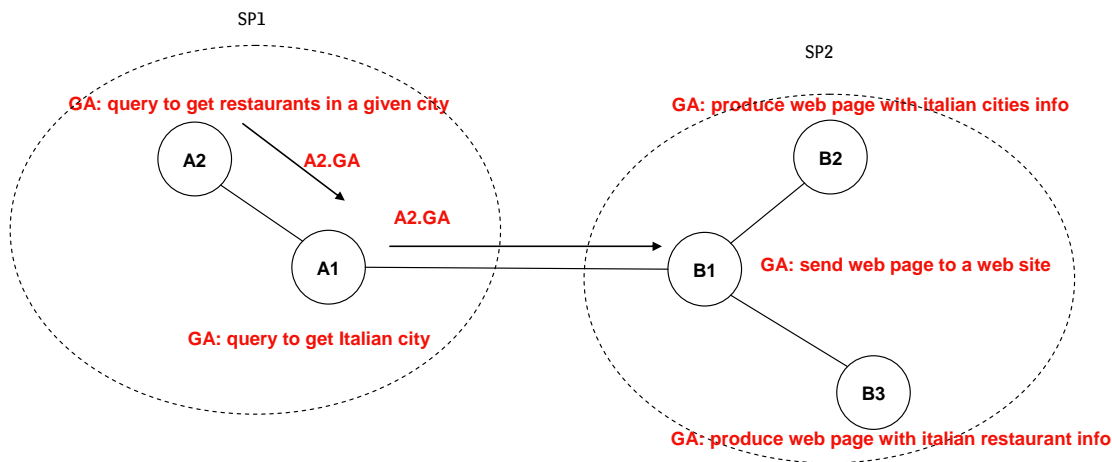 SP1
SP2
GA: query to get restaurants in a given city
GA: produce web page with italian cities info
A2
A2.GA
B2
A2.GA
A1
B1
GA: send web page to a web site
GA: query to get Italian city
B3
GA: produce web page with italian restaurant info